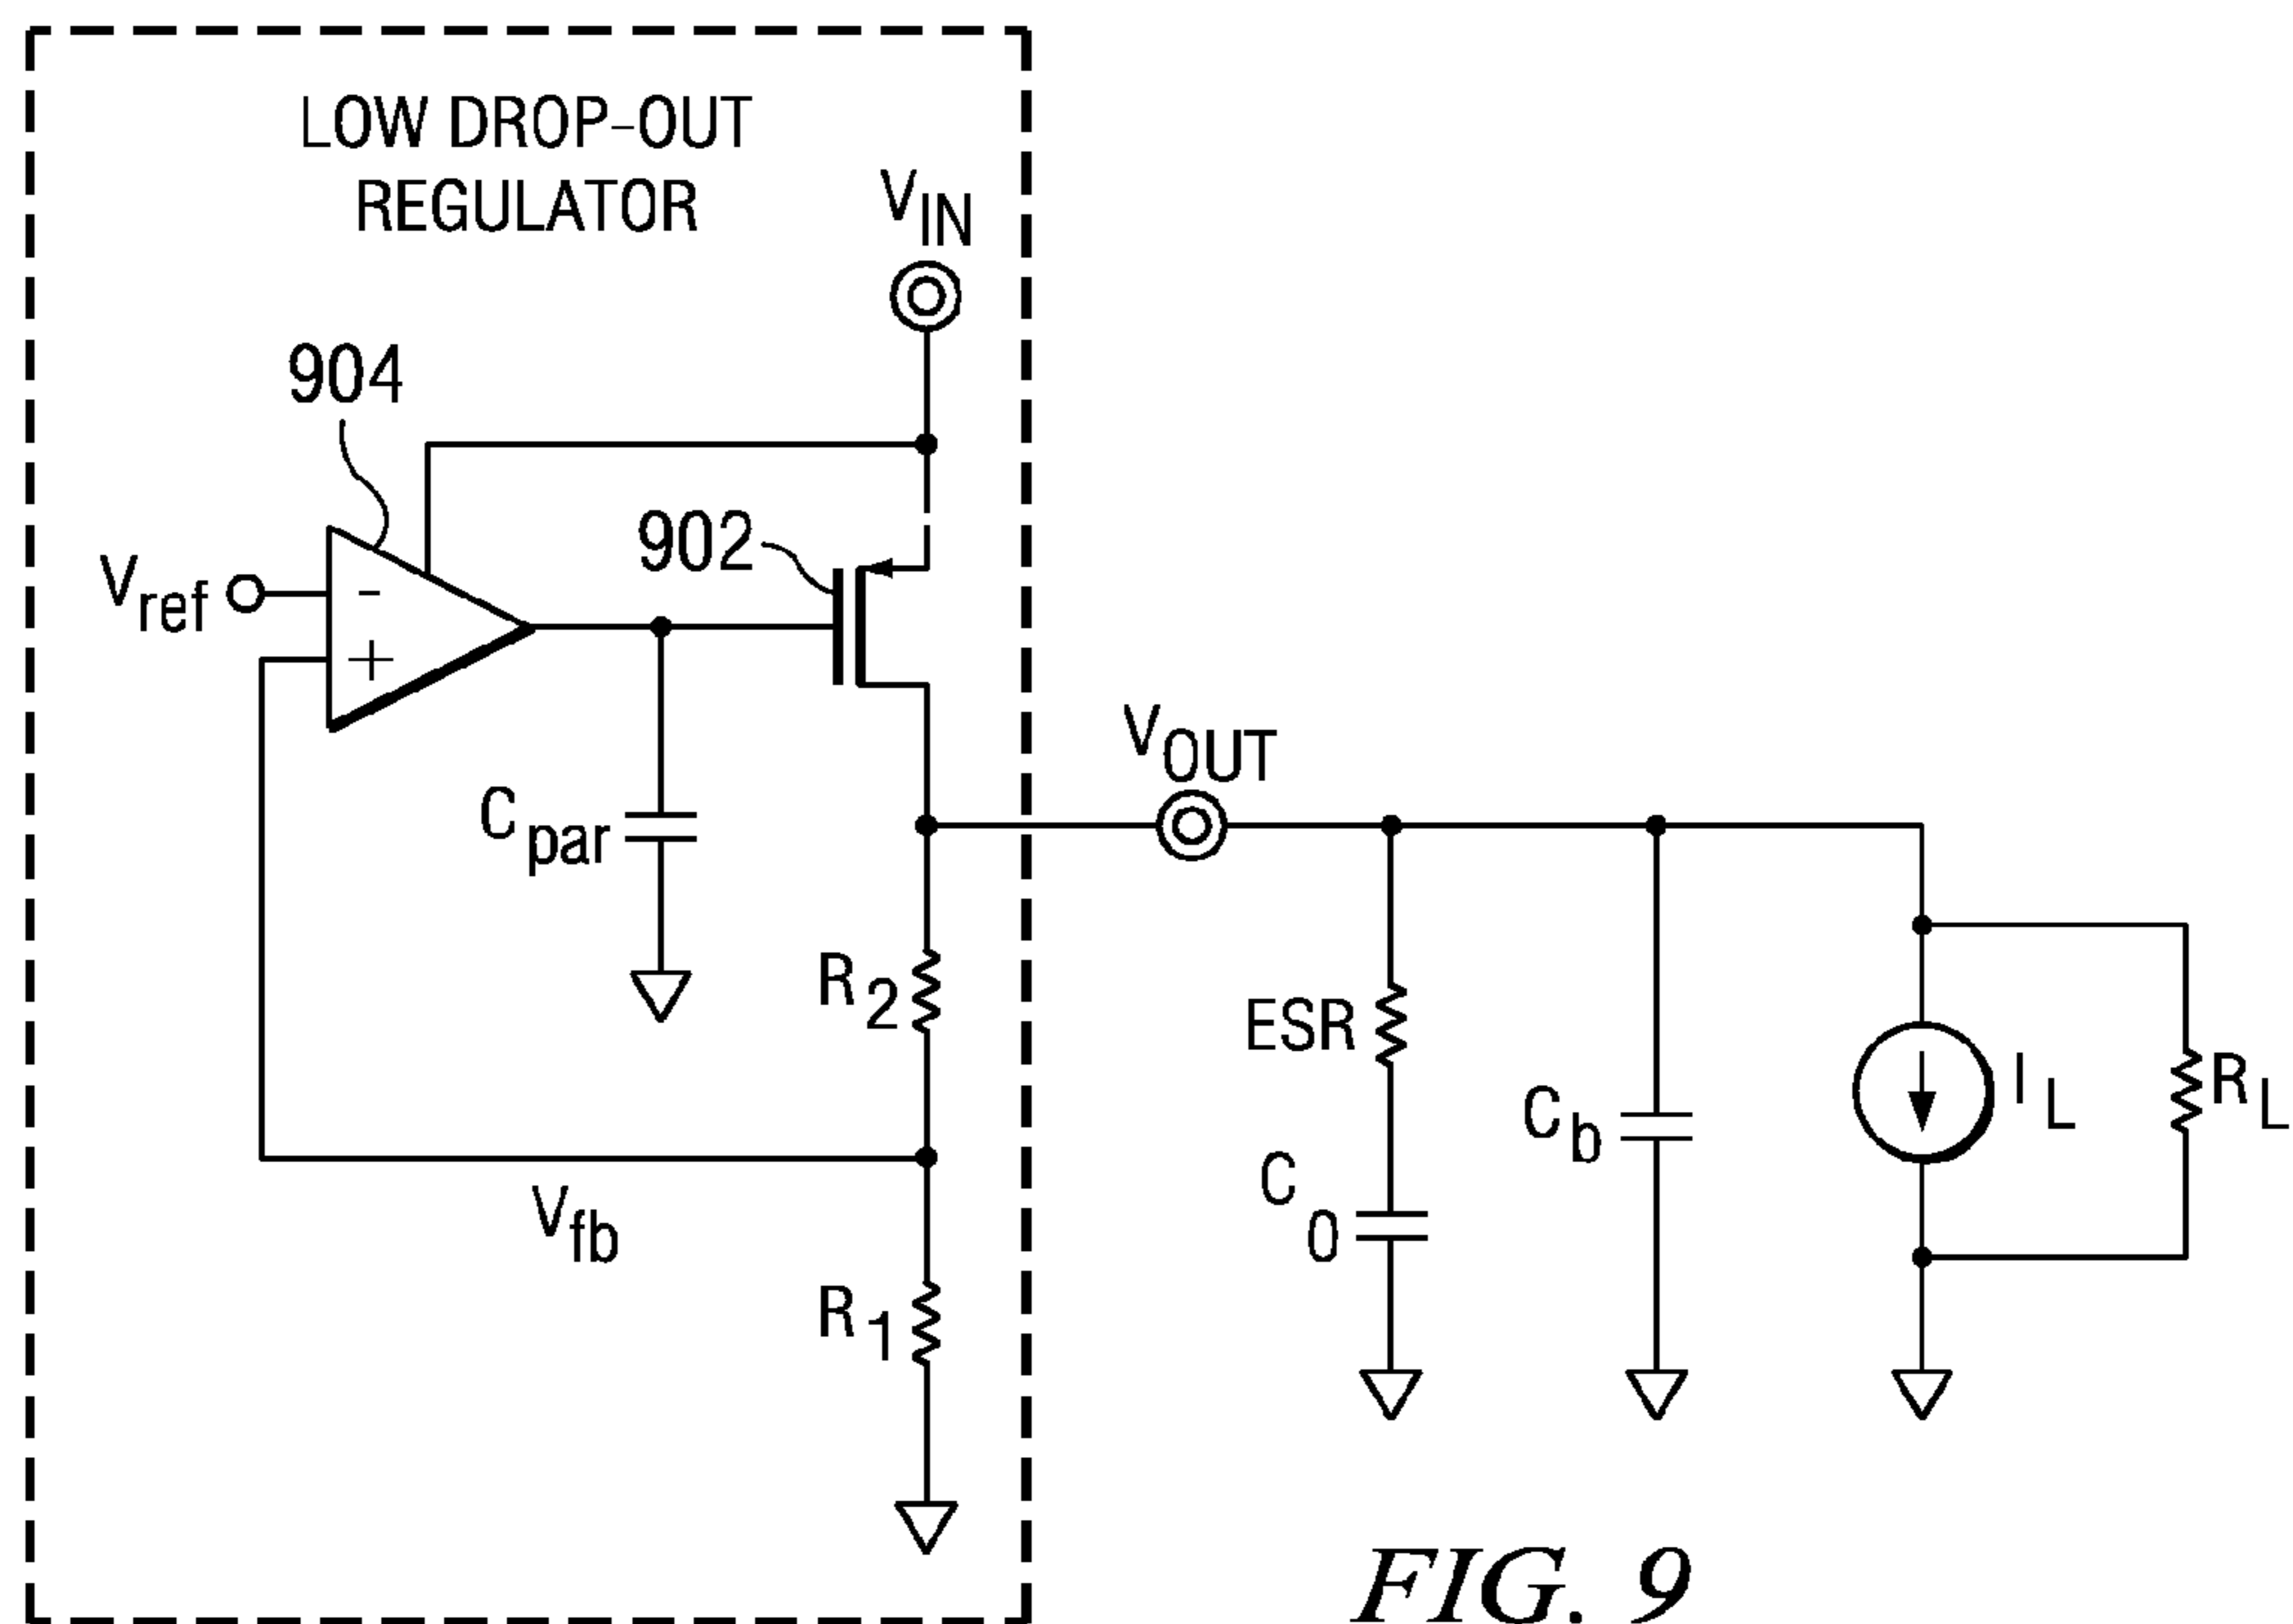 LOW DROP-OUT
REGULATOR
VIN
904
902
Vref
-
+
VOUT
Cpar
R2
ESR
Cb
IL
RL
C0
Vfb
R1
FIG. 9